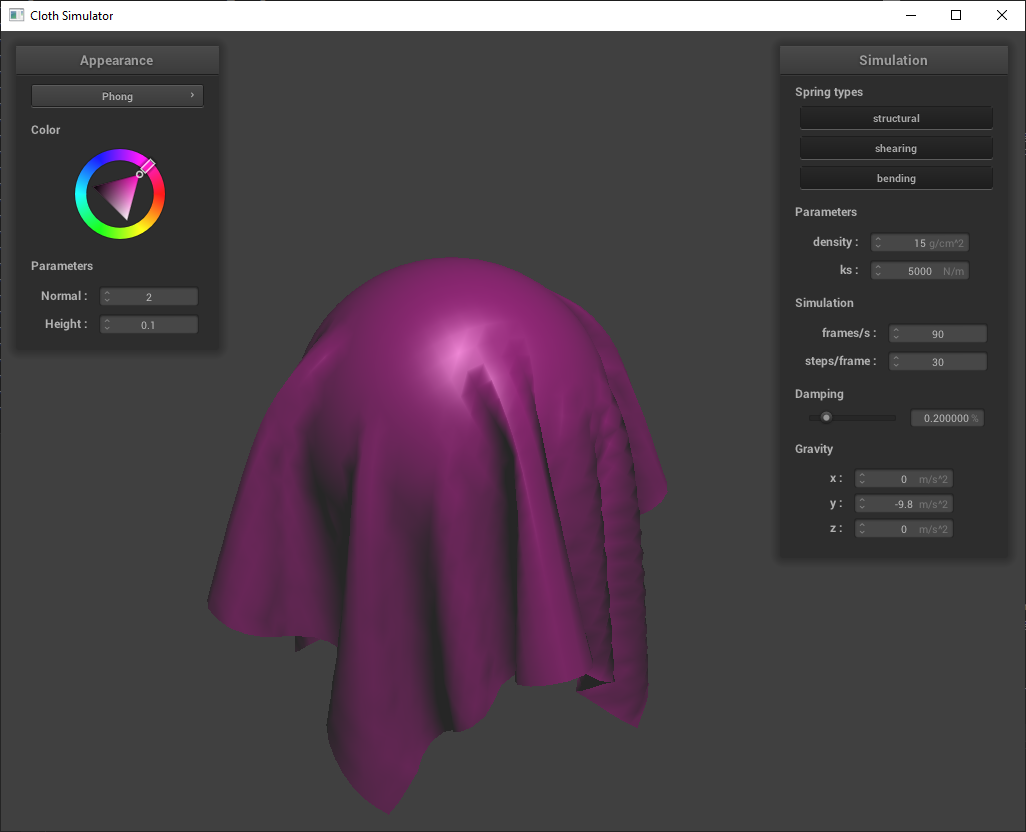 Cloth Simulator
Appearance
Phong
Color
Parameters
Normal : 2
Height : 0.1
Simulation
Spring types
structural
shearing
bending
Parameters
density : 15 g/cm^2
ks : 5000 N/m
Simulation
frames/s : 90
steps/frame : 30
Damping
0.200000 %
Gravity
x : 0 m/s^2
y : -9.8 m/s^2
z : 0 m/s^2